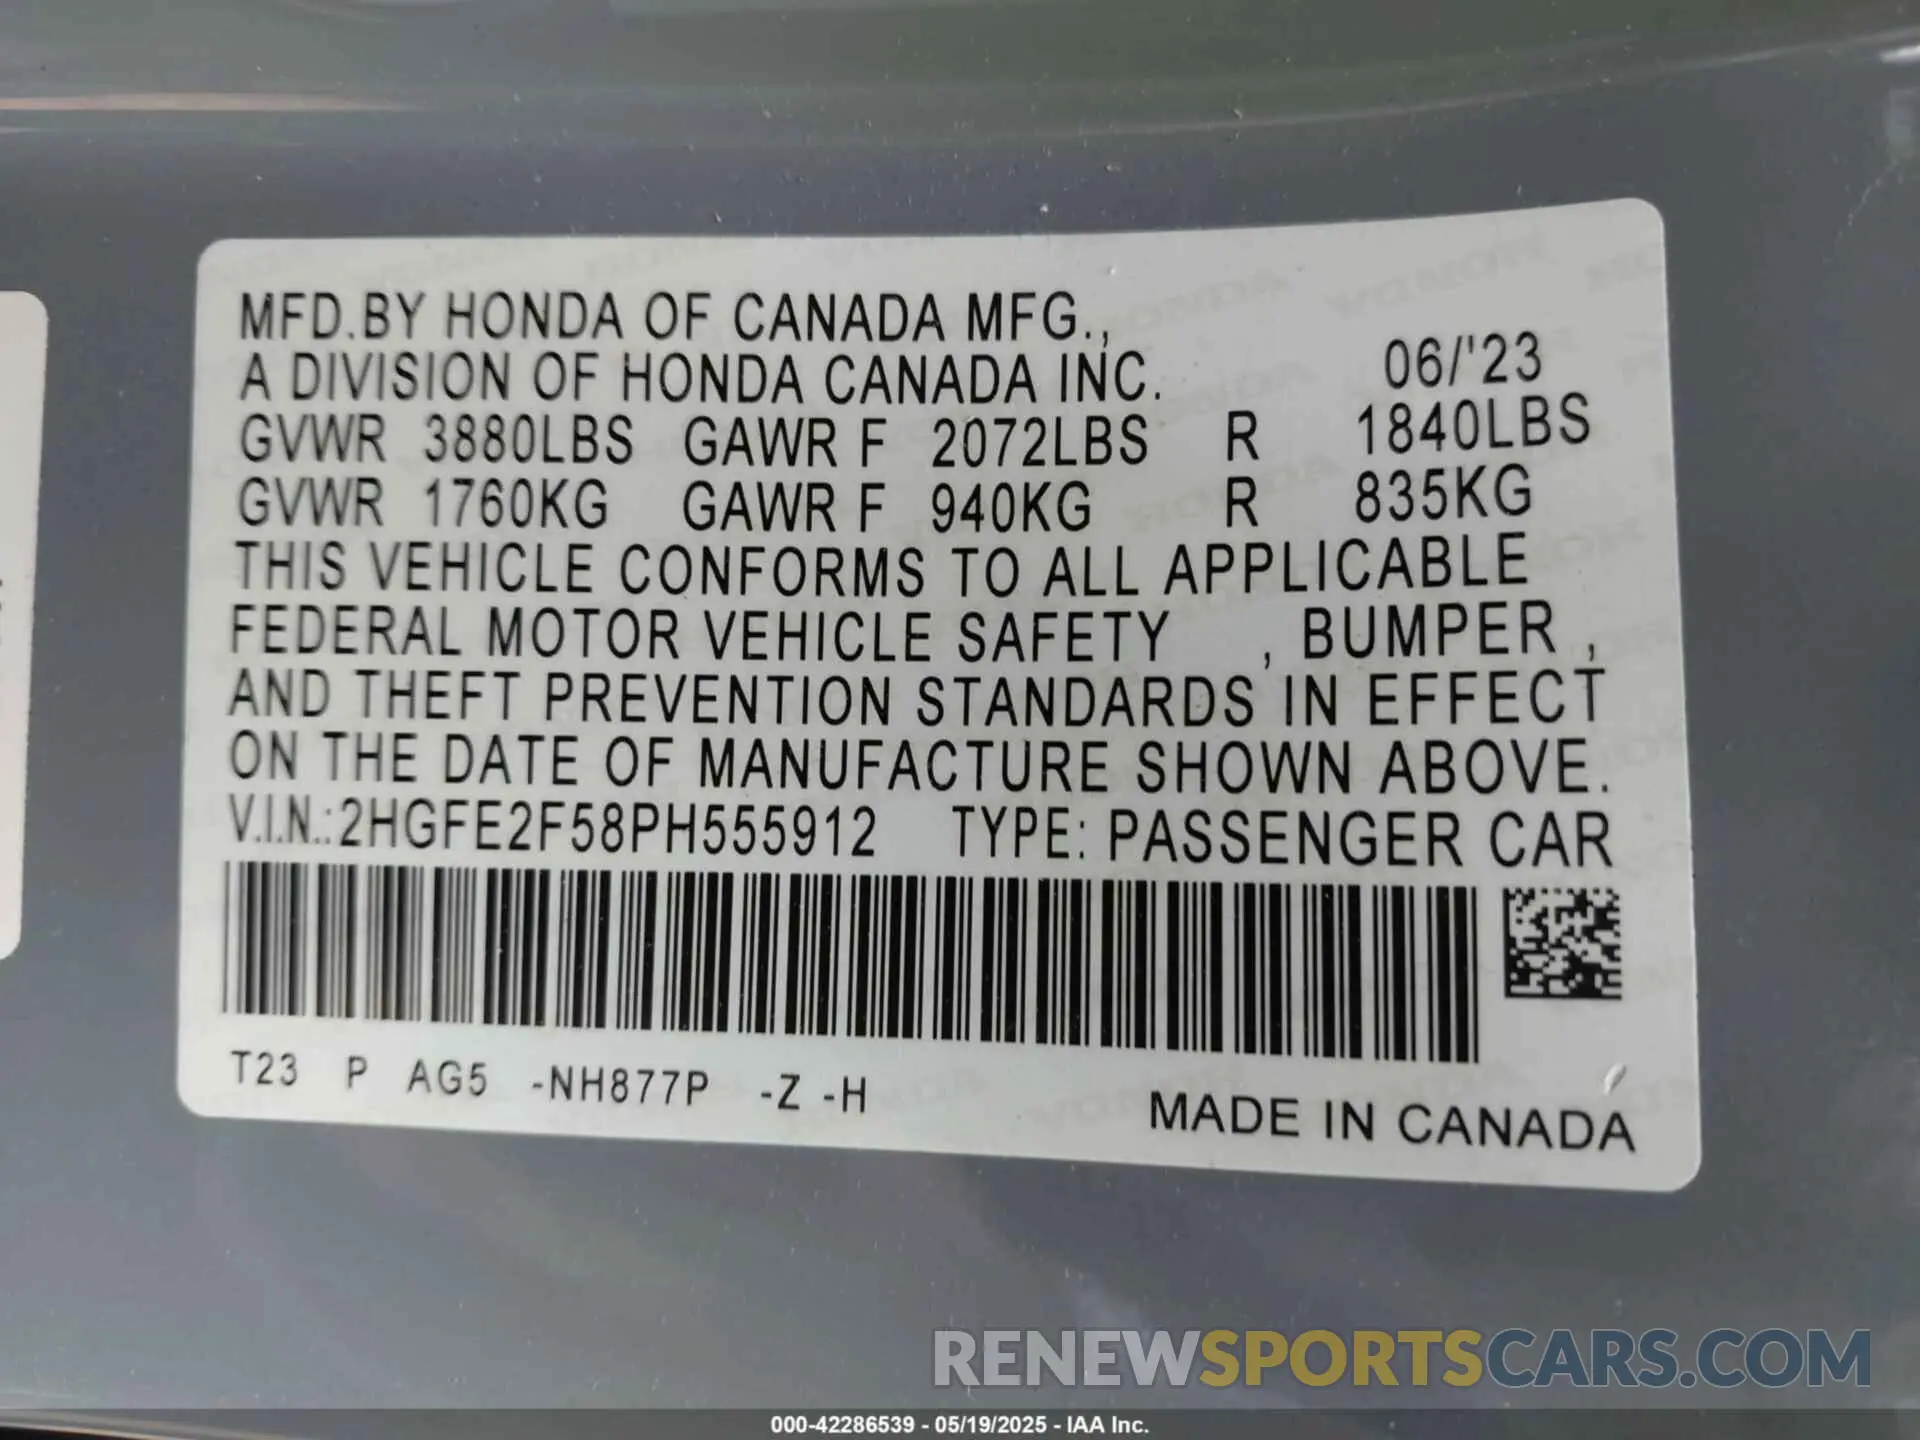 MFD.BY HONDA OF CANADA MFG.,
A DIVISION OF HONDA CANADA INC. 06/'23
GVWR 3880LBS GAWR F 2072LBS R 1840LBS
GVWR 1760KG GAWR F 940KG R 835KG
THIS VEHICLE CONFORMS TO ALL APPLICABLE
FEDERAL MOTOR VEHICLE SAFETY , BUMPER ,
AND THEFT PREVENTION STANDARDS IN EFFECT
ON THE DATE OF MANUFACTURE SHOWN ABOVE.
V.I.N.:2HGFE2F58PH555912 TYPE: PASSENGER CAR
T23 P AG5 -NH877P -Z -H
MADE IN CANADA
RENEWSPORTSCARS.COM
000-42286539 - 05/19/2025 - IAA Inc.